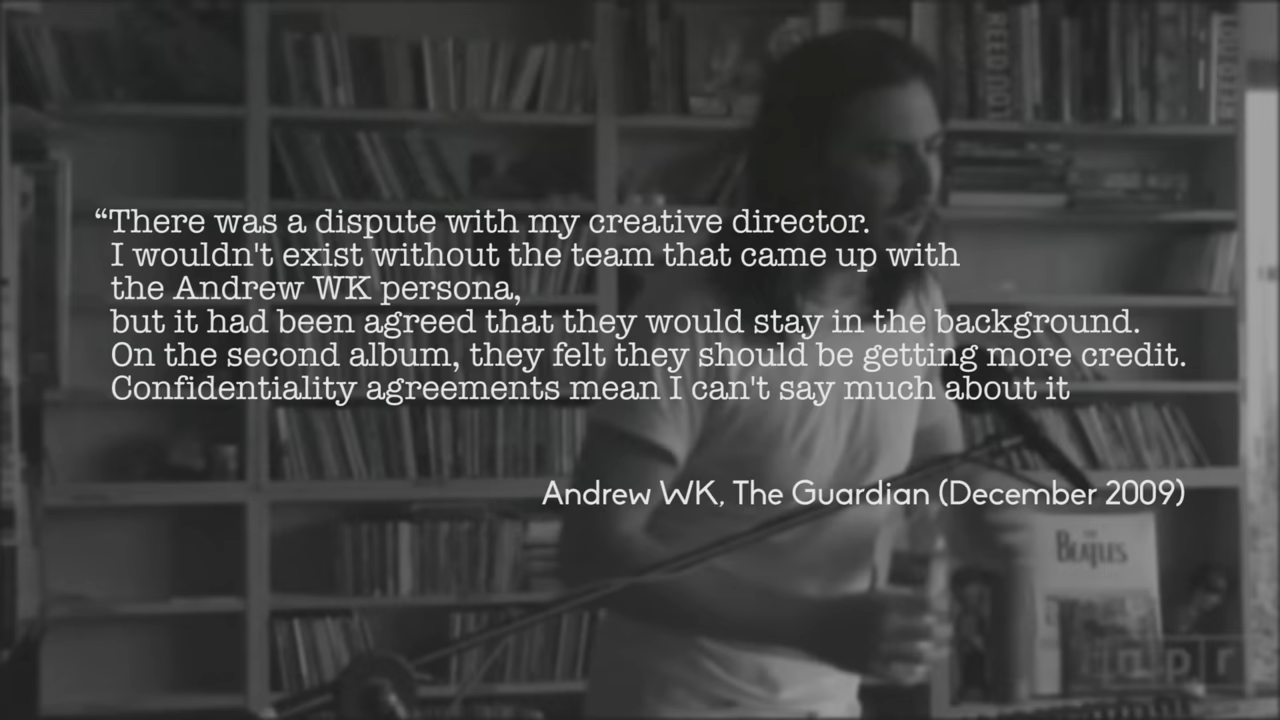 “There was a dispute with my creative director.
I wouldn't exist without the team that came up with
the Andrew WK persona,
but it had been agreed that they would stay in the background.
On the second album, they felt they should be getting more credit.
Confidentiality agreements mean I can't say much about it
Andrew WK, The Guardian (December 2009)
THE BEATLES
npr